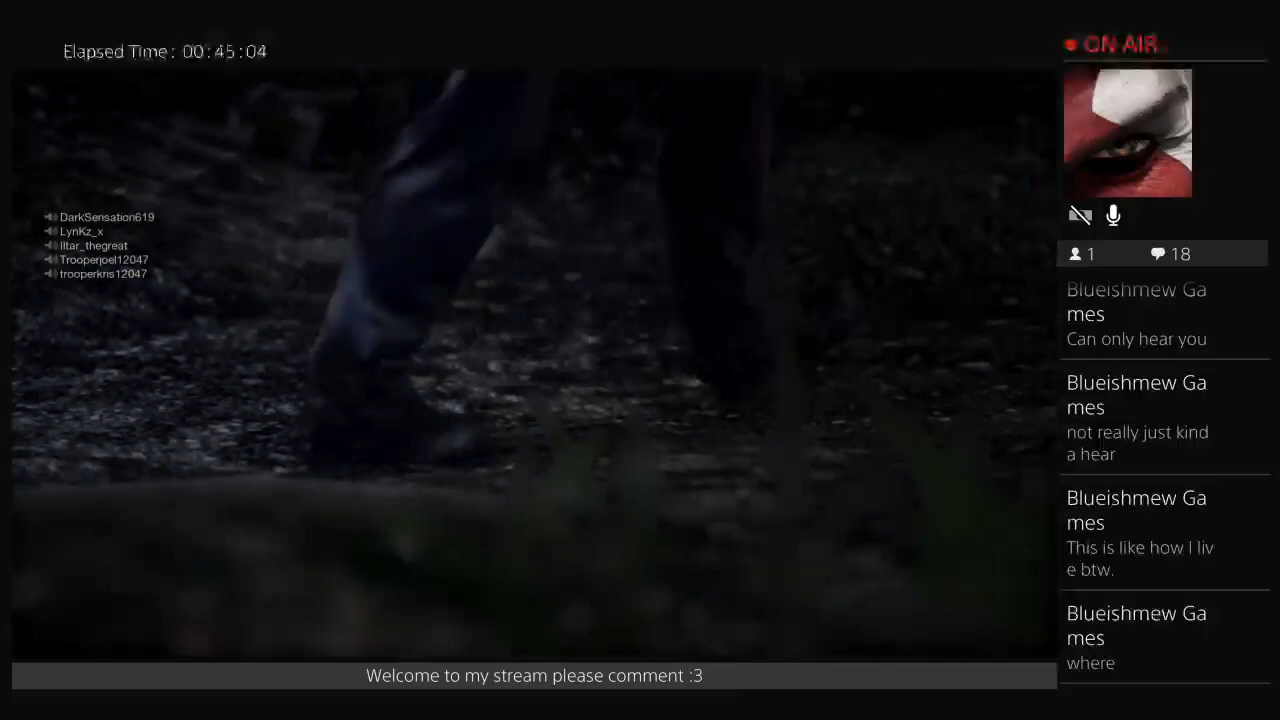 Elapsed Time: 00:45:04
ON AIR
DarkSensation619
LynKz_x
Iltar_thegreat
Trooperjoel12047
trooperkris12047
1 18
Blueishmew Ga
mes
Can only hear you
Blueishmew Ga
mes
not really just kind
a hear
Blueishmew Ga
mes
This is like how I liv
e btw.
Blueishmew Ga
mes
where
Welcome to my stream please comment :3